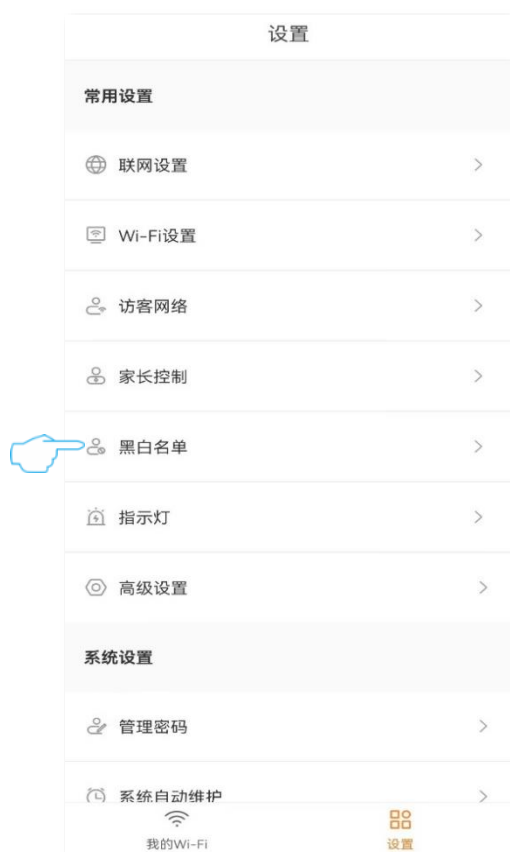 设置
常用设置
联网设置
Wi-Fi设置
访客网络
家长控制
黑白名单
指示灯
高级设置
系统设置
管理密码
系统自动维护
我的Wi-Fi
设置